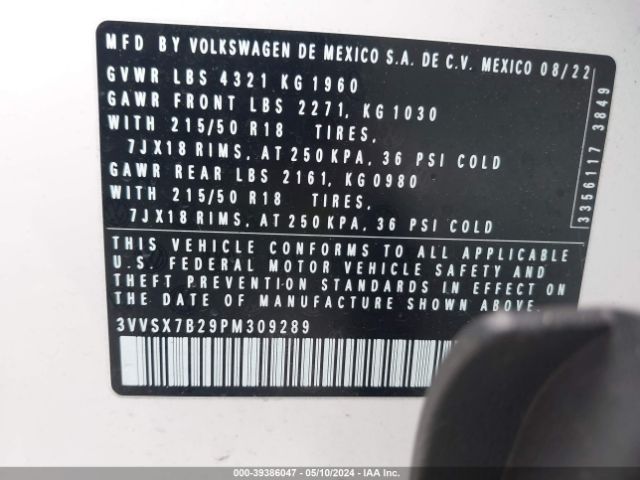 MFD BY VOLKSWAGEN DE MEXICO S.A. DE C.V. MEXICO 08/22
GVWR LBS 4321 KG 1960
GAWR FRONT LBS 2271, KG 1030
WITH 215/50 R18 TIRES,
7JX18 RIMS, AT 250 KPA, 36 PSI COLD
GAWR REAR LBS 2161, KG 0980
WITH 215/50 R18 TIRES,
7JX18 RIMS, AT 250 KPA, 36 PSI COLD
3356117 3849
THIS VEHICLE CONFORMS TO ALL APPLICABLE
U.S. FEDERAL MOTOR VEHICLE SAFETY AND
THEFT PREVENTION STANDARDS IN EFFECT ON
THE DATE OF MANUFACTURE SHOWN ABOVE.
3VVSX7B29PM309289
000-39386047 - 05/10/2024 - IAAI.COM